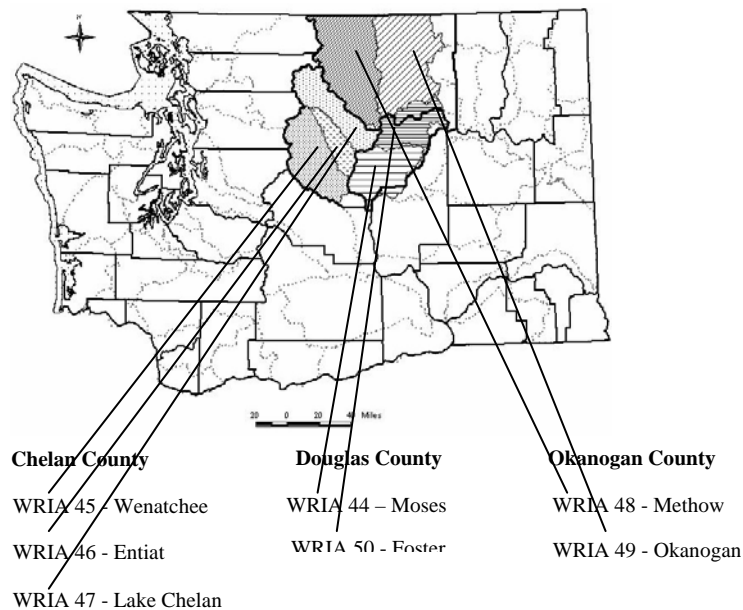 N
20 0 20 40 Miles
Chelan County
Douglas County
Okanogan County
WRIA 45 - Wenatchee
WRIA 44 – Moses
WRIA 48 - Methow
WRIA 46 - Entiat
WRIA 50 - Foster
WRIA 49 - Okanogan
WRIA 47 - Lake Chelan